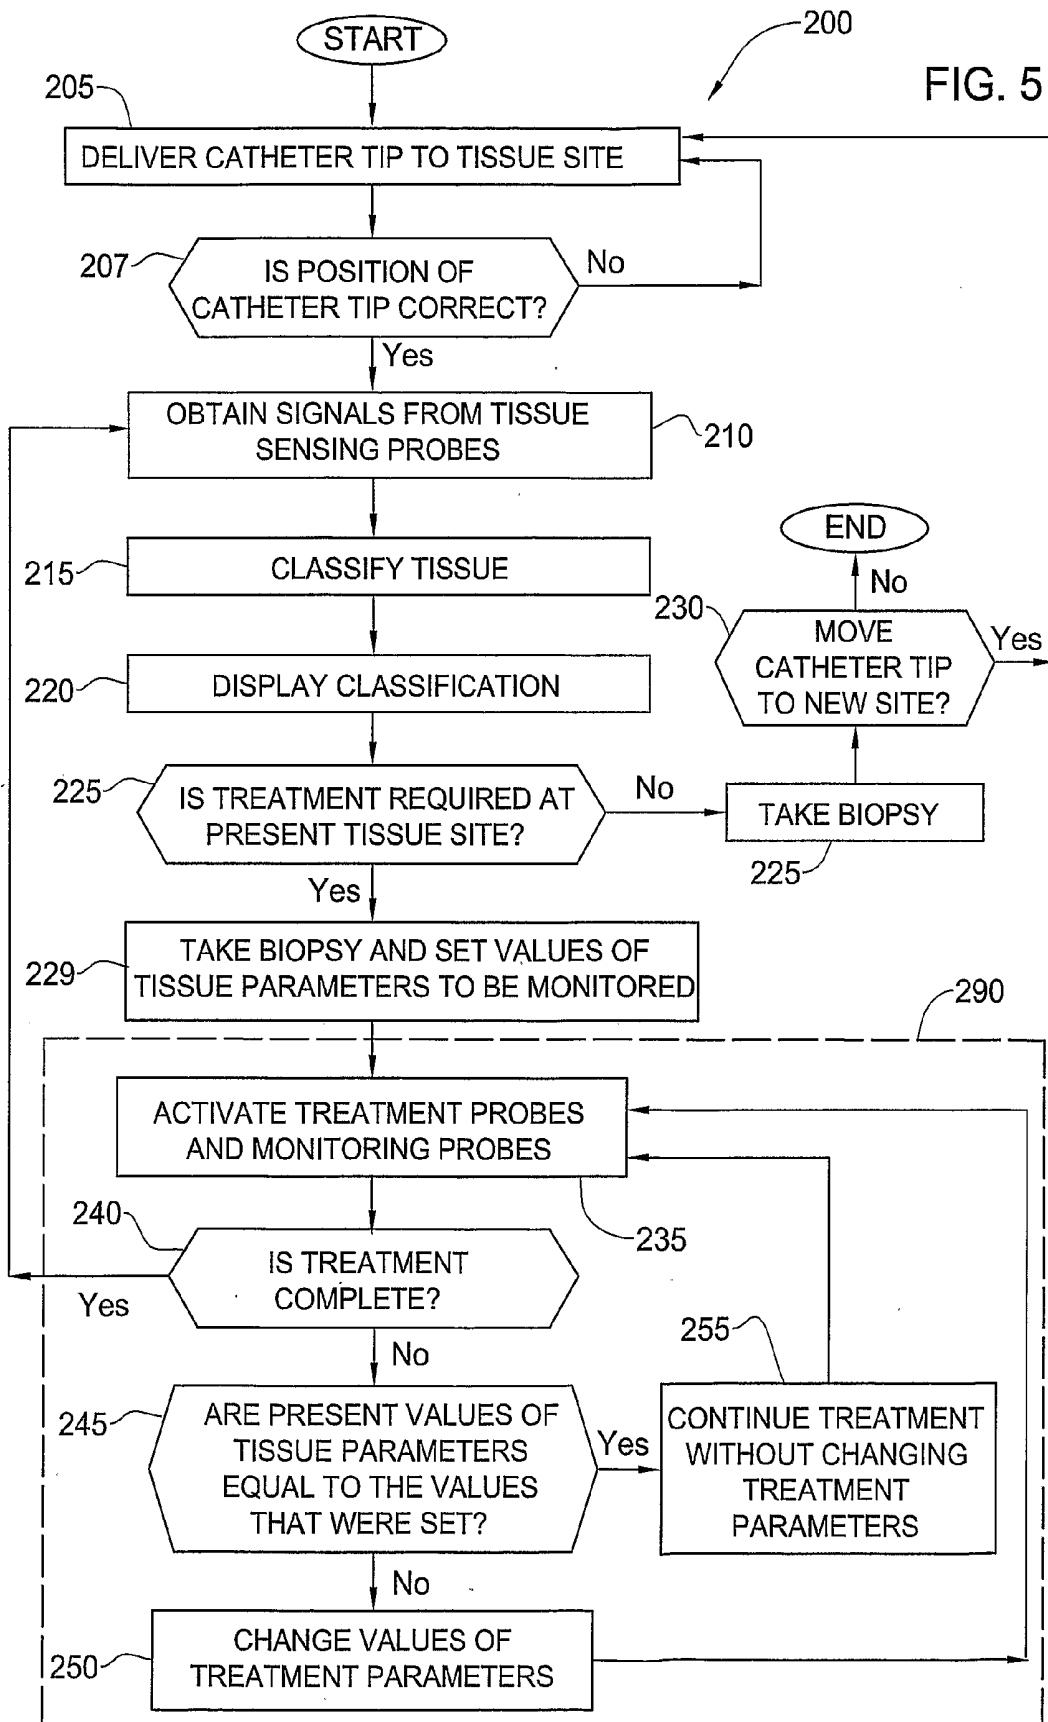 START
200
FIG. 5
205
DELIVER CATHETER TIP TO TISSUE SITE
207
IS POSITION OF
CATHETER TIP CORRECT?
No
Yes
OBTAIN SIGNALS FROM TISSUE
SENSING PROBES
210
215
CLASSIFY TISSUE
220
DISPLAY CLASSIFICATION
END
No
230
MOVE
CATHETER TIP
TO NEW SITE?
Yes
225
IS TREATMENT REQUIRED AT
PRESENT TISSUE SITE?
No
TAKE BIOPSY
225
Yes
229
TAKE BIOPSY AND SET VALUES OF
TISSUE PARAMETERS TO BE MONITORED
290
ACTIVATE TREATMENT PROBES
AND MONITORING PROBES
235
240
IS TREATMENT
COMPLETE?
Yes
No
245
ARE PRESENT VALUES OF
TISSUE PARAMETERS
EQUAL TO THE VALUES
THAT WERE SET?
Yes
255
CONTINUE TREATMENT
WITHOUT CHANGING
TREATMENT
PARAMETERS
No
250
CHANGE VALUES OF
TREATMENT PARAMETERS